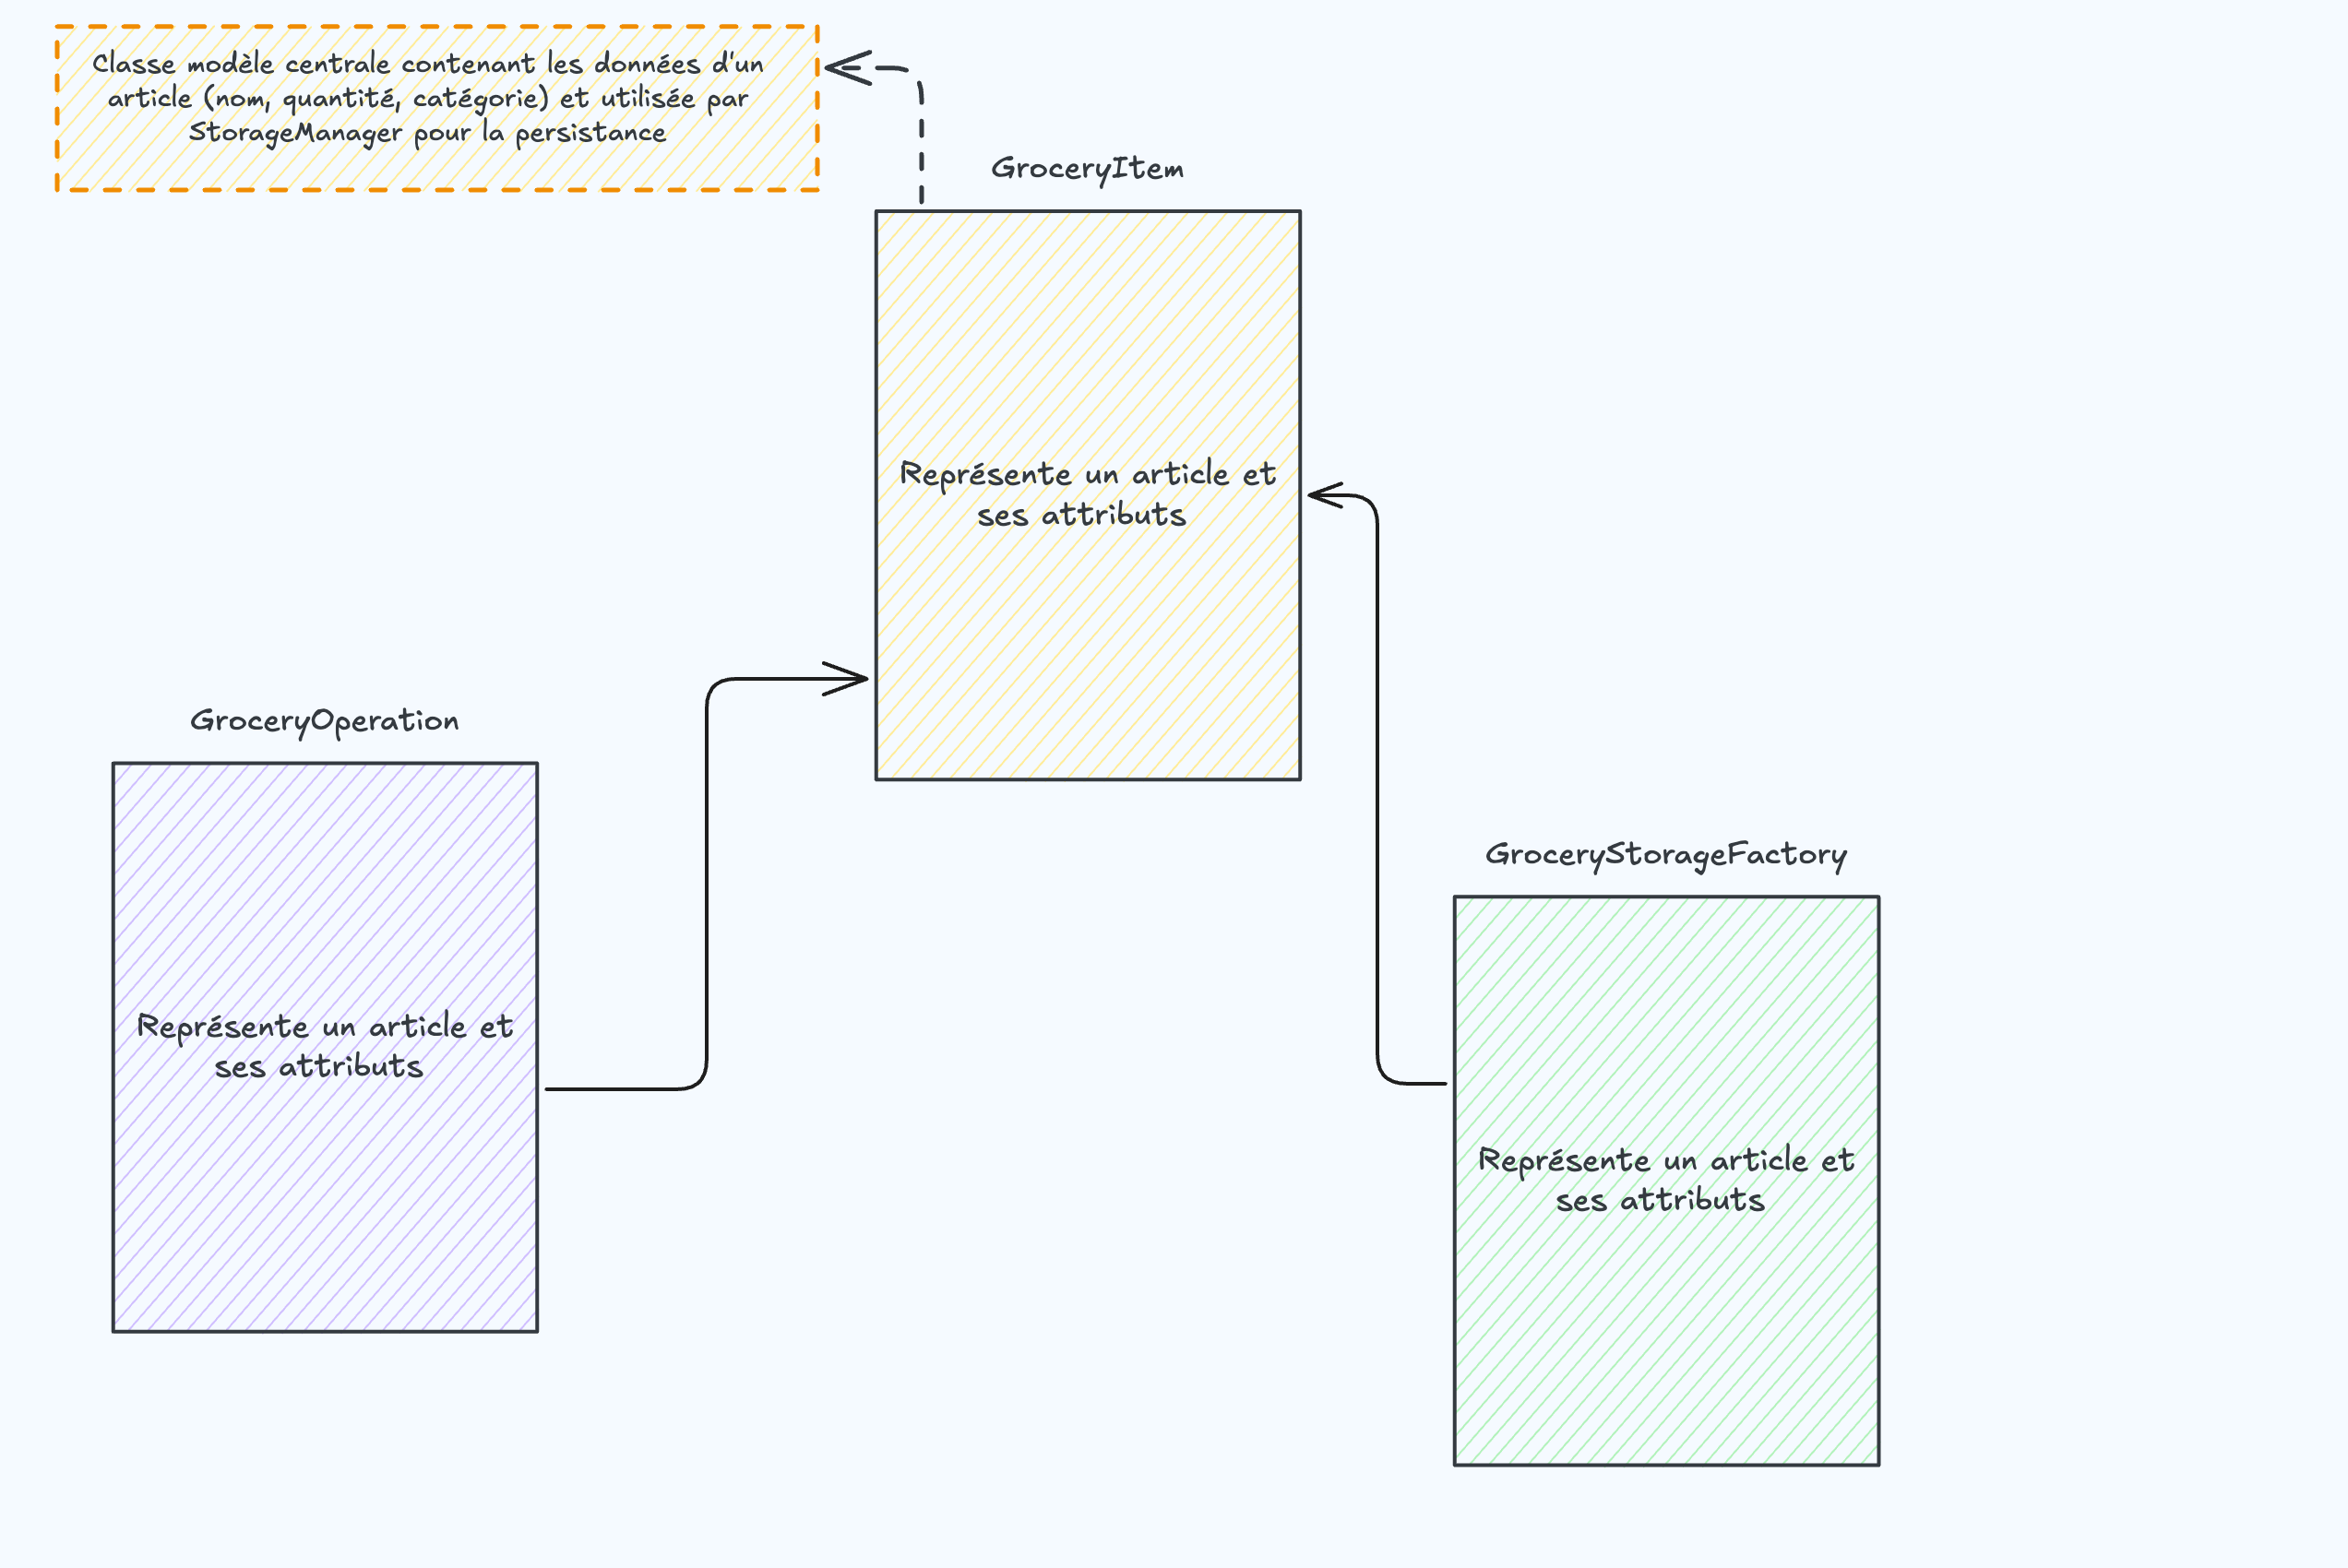 Classe modèle centrale contenant les données d'un
article (nom, quantité, catégorie) et utilisée par
StorageManager pour la persistance
GroceryItem
Représente un article et
ses attributs
GroceryOperation
Représente un article et
ses attributs
GroceryStorageFactory
Représente un article et
ses attributs